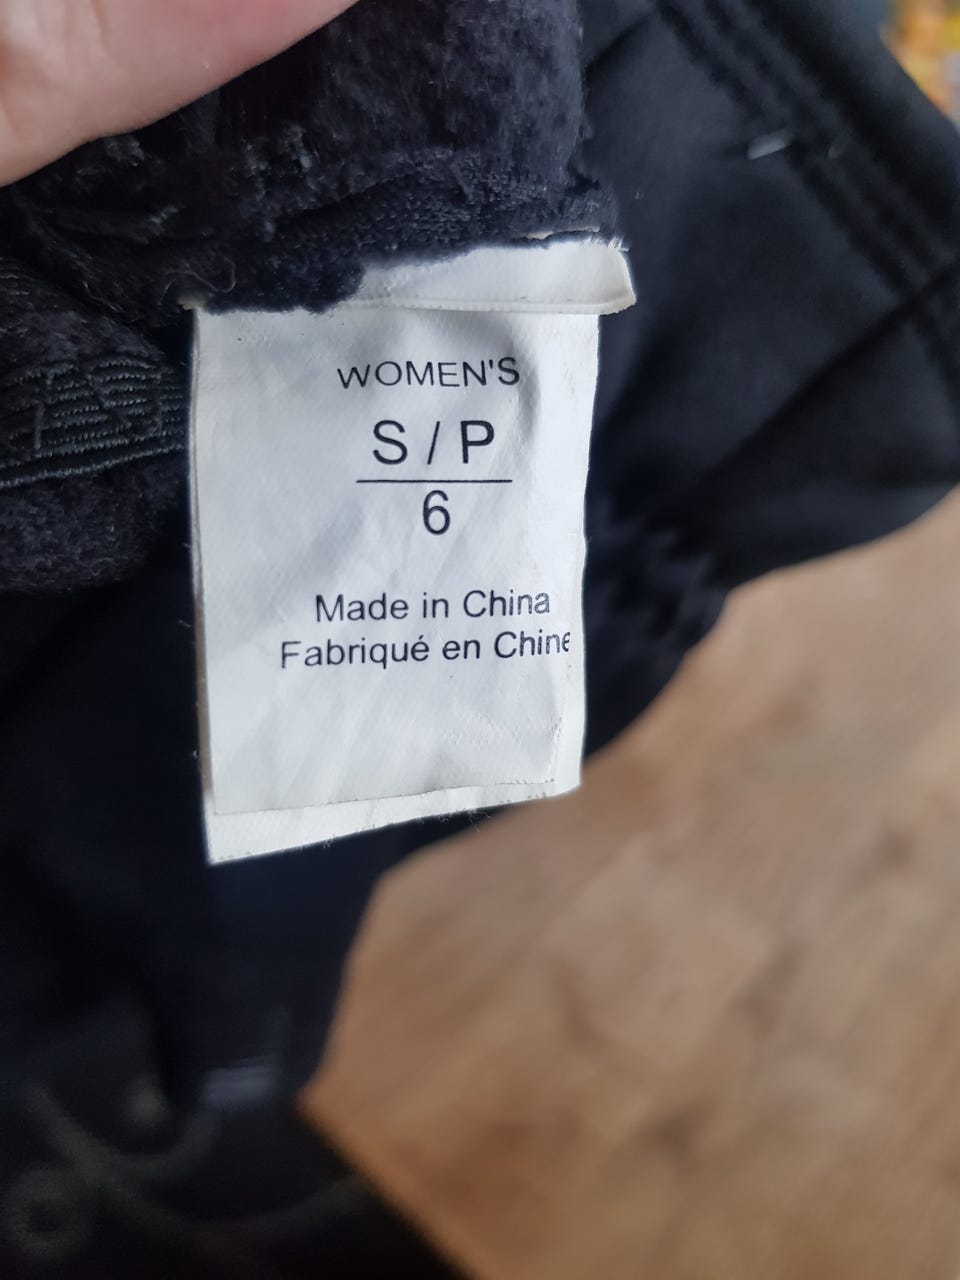 WOMEN'S
S / P
6
Made in China
Fabriqué en Chine